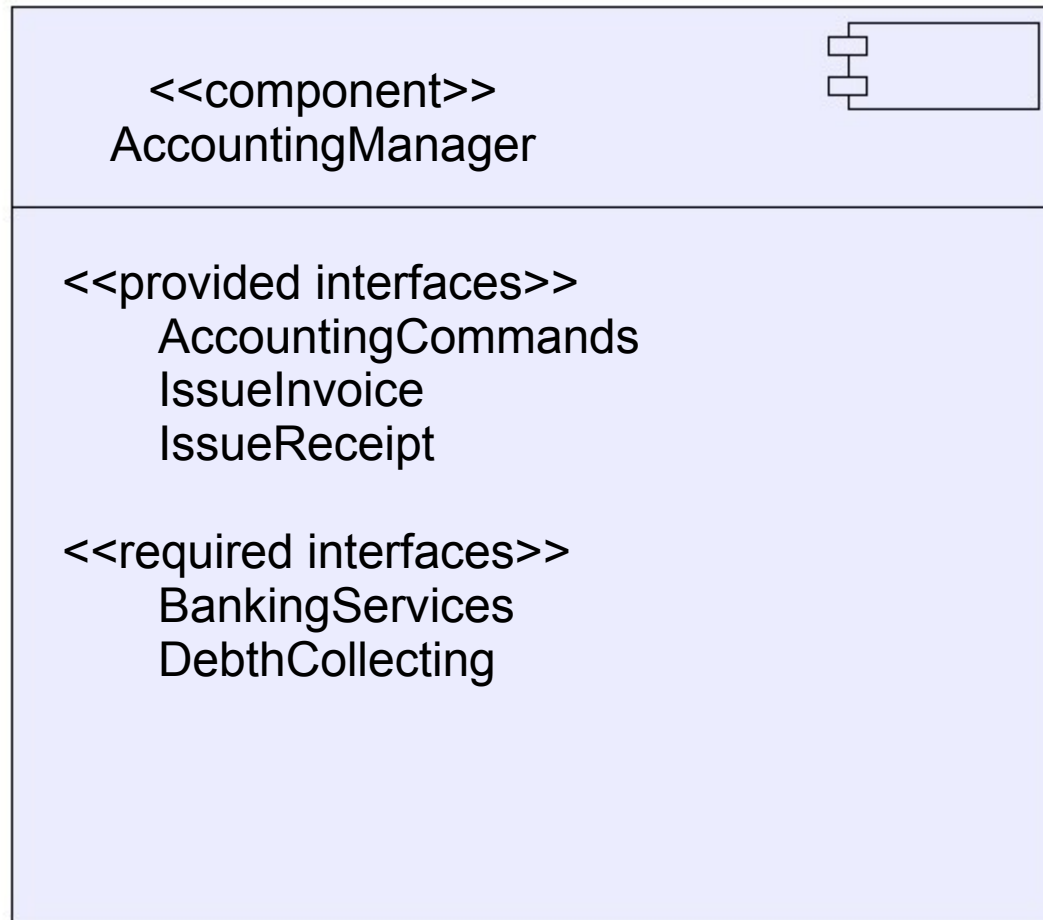 <<component>>
AccountingManager
<<provided interfaces>>
AccountingCommands
IssueInvoice
IssueReceipt
<<required interfaces>>
BankingServices
DebthCollecting